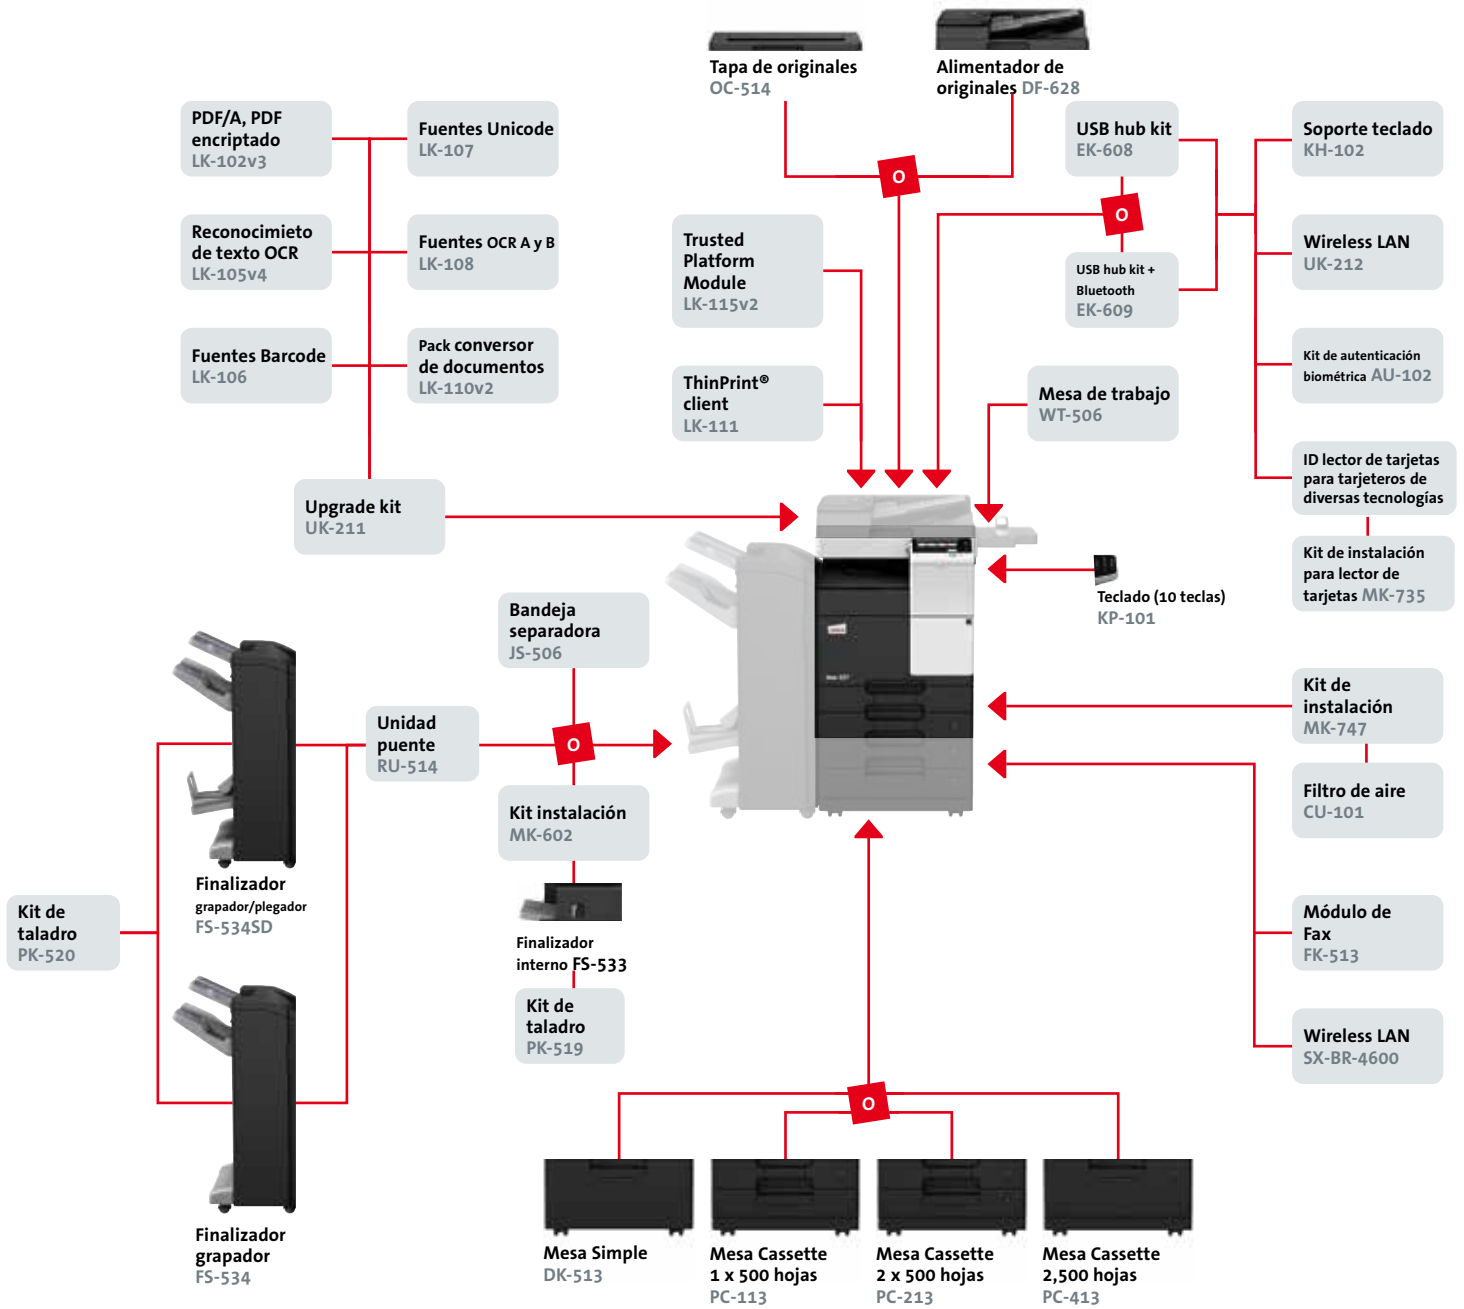 Tapa de originales
OC-514
Alimentador de
originales DF-628
PDF/A, PDF
encriptado
LK-102v3
Fuentes Unicode
LK-107
USB hub kit
EK-608
Soporte teclado
KH-102
O
O
Reconocimieto
de texto OCR
LK-105v4
Fuentes OCR A y B
LK-108
Trusted
Platform
Module
LK-115v2
USB hub kit +
Bluetooth
EK-609
Wireless LAN
UK-212
Fuentes Barcode
LK-106
Pack conversor
de documentos
LK-110v2
ThinPrint® 
client
LK-111
Mesa de trabajo
WT-506
Kit de autenticación
biométrica AU-102
ID lector de tarjetas
para tarjeteros de
diversas tecnologías
Upgrade kit
UK-211
Kit de instalación
para lector de
tarjetas MK-735
Teclado (10 teclas)
KP-101
Bandeja
separadora
JS-506
Unidad
puente
RU-514
O
Kit de
instalación
MK-747
Kit instalación
MK-602
Filtro de aire
CU-101
Finalizador
grapador/plegador
FS-534SD
Kit de
taladro
PK-520
Finalizador
interno FS-533
Módulo de
Fax
FK-513
Kit de
taladro
PK-519
Wireless LAN
SX-BR-4600
O
Finalizador
grapador
FS-534
Mesa Simple
DK-513
Mesa Cassette
1 x 500 hojas
PC-113
Mesa Cassette
2 x 500 hojas
PC-213
Mesa Cassette
2,500 hojas
PC-413